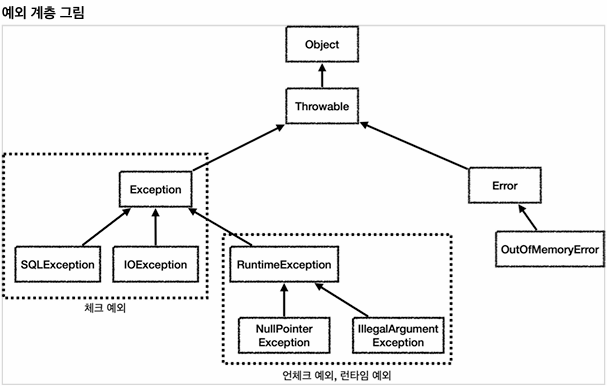 예외 계층 그림
Object
Throwable
Exception
Error
SQLException
IOException
RuntimeException
OutOfMemoryError
체크 예외
NullPointer
Exception
IllegalArgument
Exception
언체크 예외, 런타임 예외